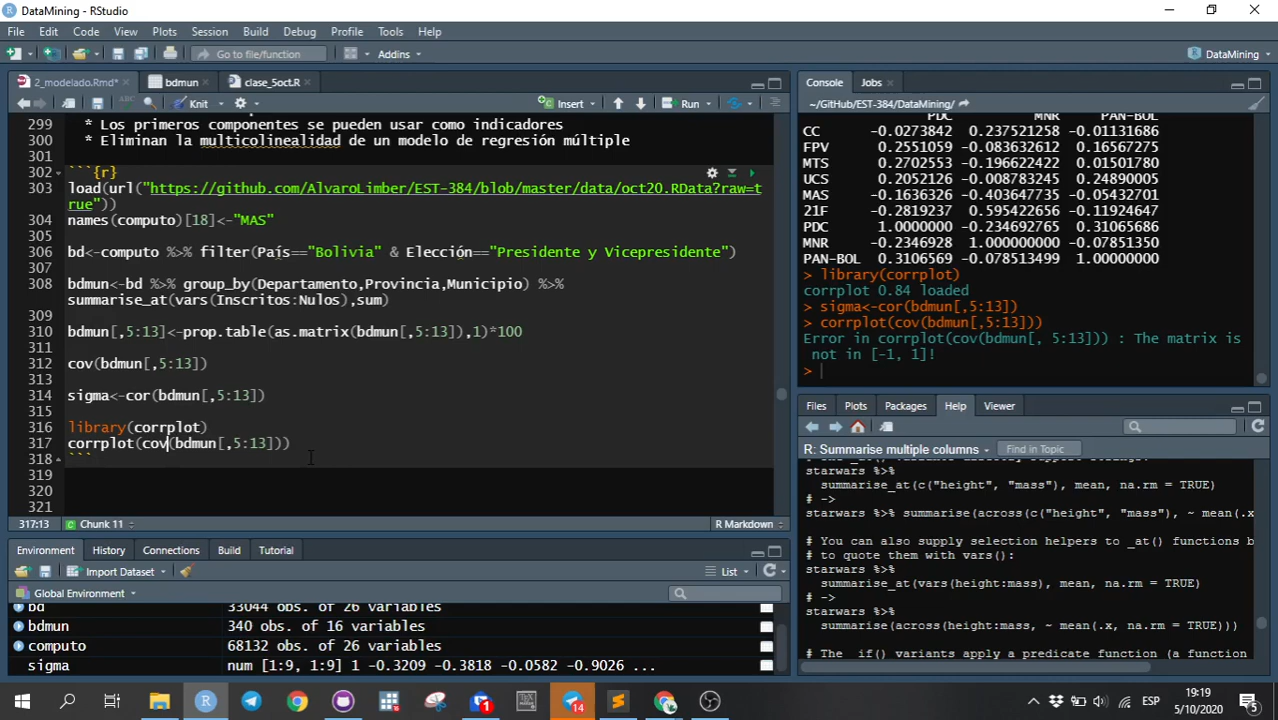 DataMining - RStudio
File Edit Code View Plots Session Build Debug Profile Tools Help
Go to file/function Addins DataMining
2_modelado.Rmd* bdmun clase_5oct.R
Knit Insert Run
299 * Los primeros componentes se pueden usar como indicadores
300 * Eliminan la multicolinealidad de un modelo de regresión múltiple
301
302 ```{r}
303 load(url("https://github.com/AlvaroLimber/EST-384/blob/master/data/oct20.RData?raw=t
rue"))
304 names(computo)[18]<-"MAS"
305
306 bd<-computo %>% filter(País=="Bolivia" & Elección=="Presidente y Vicepresidente")
307
308 bdmun<-bd %>% group_by(Departamento,Provincia,Municipio) %>%
summarise_at(vars(Inscritos:Nulos),sum)
309
310 bdmun[,5:13]<-prop.table(as.matrix(bdmun[,5:13]),1)*100
311
312 cov(bdmun[,5:13])
313
314 sigma<-cor(bdmun[,5:13])
315
316 library(corrplot)
317 corrplot(cov(bdmun[,5:13]))
318 ```
319
320
321
317:13 Chunk 11 R Markdown
Console Jobs
~/GitHub/EST-384/DataMining/
PDC MNR PAN-BOL
CC -0.0273842 0.237521258 -0.01131686
FPV 0.2551059 -0.083632612 0.16567275
MTS 0.2702553 -0.196622422 0.01501780
UCS 0.2052126 -0.008783245 0.24890005
MAS -0.1636326 -0.403647735 -0.05432701
21F -0.2819237 0.595422656 -0.11924647
PDC 1.0000000 -0.234692765 0.31065686
MNR -0.2346928 1.000000000 -0.07851350
PAN-BOL 0.3106569 -0.078513499 1.00000000
> library(corrplot)
corrplot 0.84 loaded
> sigma<-cor(bdmun[,5:13])
> corrplot(cov(bdmun[,5:13]))
Error in corrplot(cov(bdmun[, 5:13])) : The matrix is
not in [-1, 1]!
>
Files Plots Packages Help Viewer
R: Summarise multiple columns Find in Topic
starwars %>%
summarise_at(c("height", "mass"), mean, na.rm = TRUE)
# ->
starwars %>% summarise(across(c("height", "mass"), ~ mean(.x
# You can also supply selection helpers to _at() functions b
# to quote them with vars():
starwars %>%
summarise_at(vars(height:mass), mean, na.rm = TRUE)
# ->
starwars %>%
summarise(across(height:mass, ~ mean(.x, na.rm = TRUE)))
# The _if() variants apply a predicate function (a function
Environment History Connections Build Tutorial
Import Dataset List
Global Environment
bd 33044 obs. of 26 variables
bdmun 340 obs. of 16 variables
computo 68132 obs. of 26 variables
sigma num [1:9, 1:9] 1 -0.3209 -0.3818 -0.0582 -0.9026 ...
ESP 19:19
5/10/2020